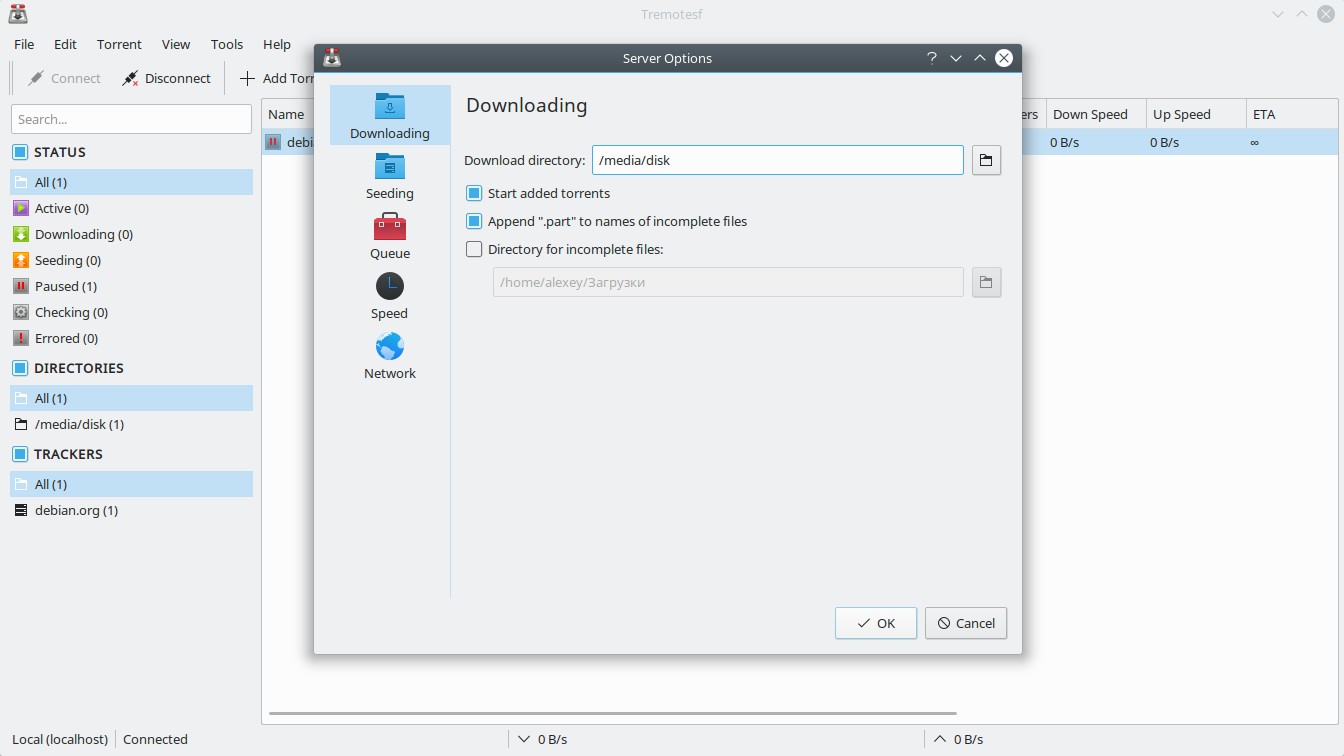 Tremotesf
File Edit Torrent View Tools Help
Connect Disconnect Add Torr
Search...
STATUS
All (1)
Active (0)
Downloading (0)
Seeding (0)
Paused (1)
Checking (0)
Errored (0)
DIRECTORIES
All (1)
/media/disk (1)
TRACKERS
All (1)
debian.org (1)
Name ers Down Speed Up Speed ETA
debi 0 B/s 0 B/s ∞
Server Options
Downloading
Seeding
Queue
Speed
Network
Downloading
Download directory: /media/disk
Start added torrents
Append ".part" to names of incomplete files
Directory for incomplete files:
/home/alexey/Загрузки
OK Cancel
Local (localhost) Connected 0 B/s 0 B/s